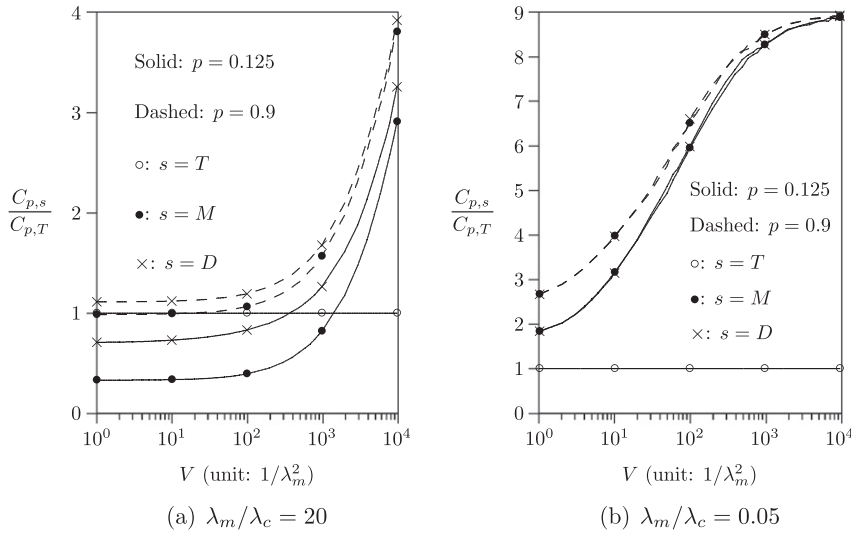 4
Solid: p = 0.125
3
Dashed: p = 0.9
○: s = T
C_{p,s}/C_{p,T}
2
●: s = M
×: s = D
1
0
10^0 10^1 10^2 10^3 10^4
V (unit: 1/λ_m^2)
(a) λ_m/λ_c = 20
9
8
7
6
5
Solid: p = 0.125
C_{p,s}/C_{p,T}
Dashed: p = 0.9
4
○: s = T
3
●: s = M
2
×: s = D
1
0
10^0 10^1 10^2 10^3 10^4
V (unit: 1/λ_m^2)
(b) λ_m/λ_c = 0.05